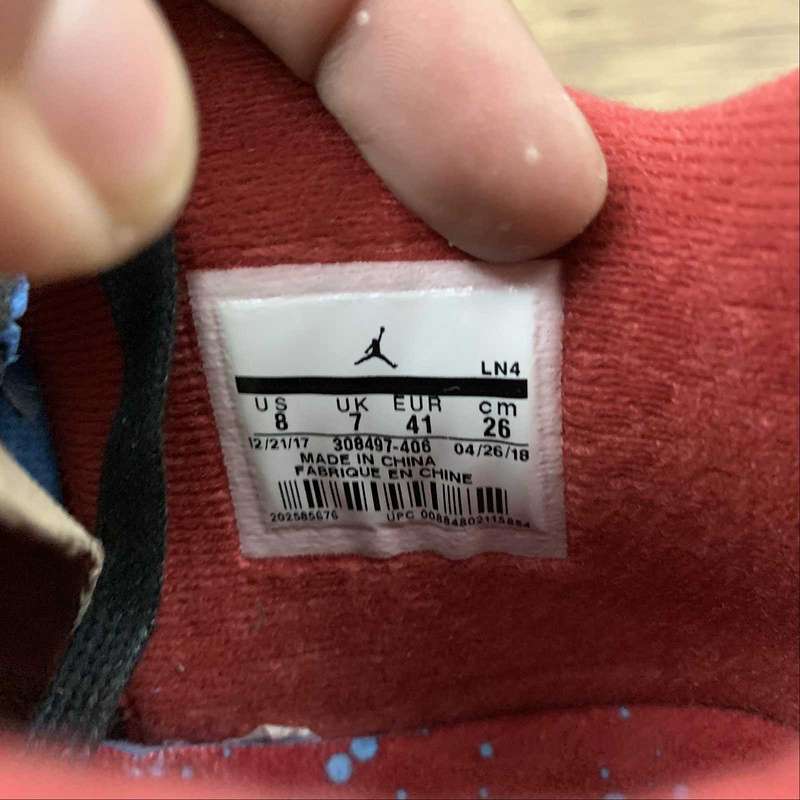 LN4
US UK EUR cm
8 7 41 26
12/21/17 308497-406 04/26/18
MADE IN CHINA
FABRIQUE EN CHINE
202585676 UPC 00884802115884